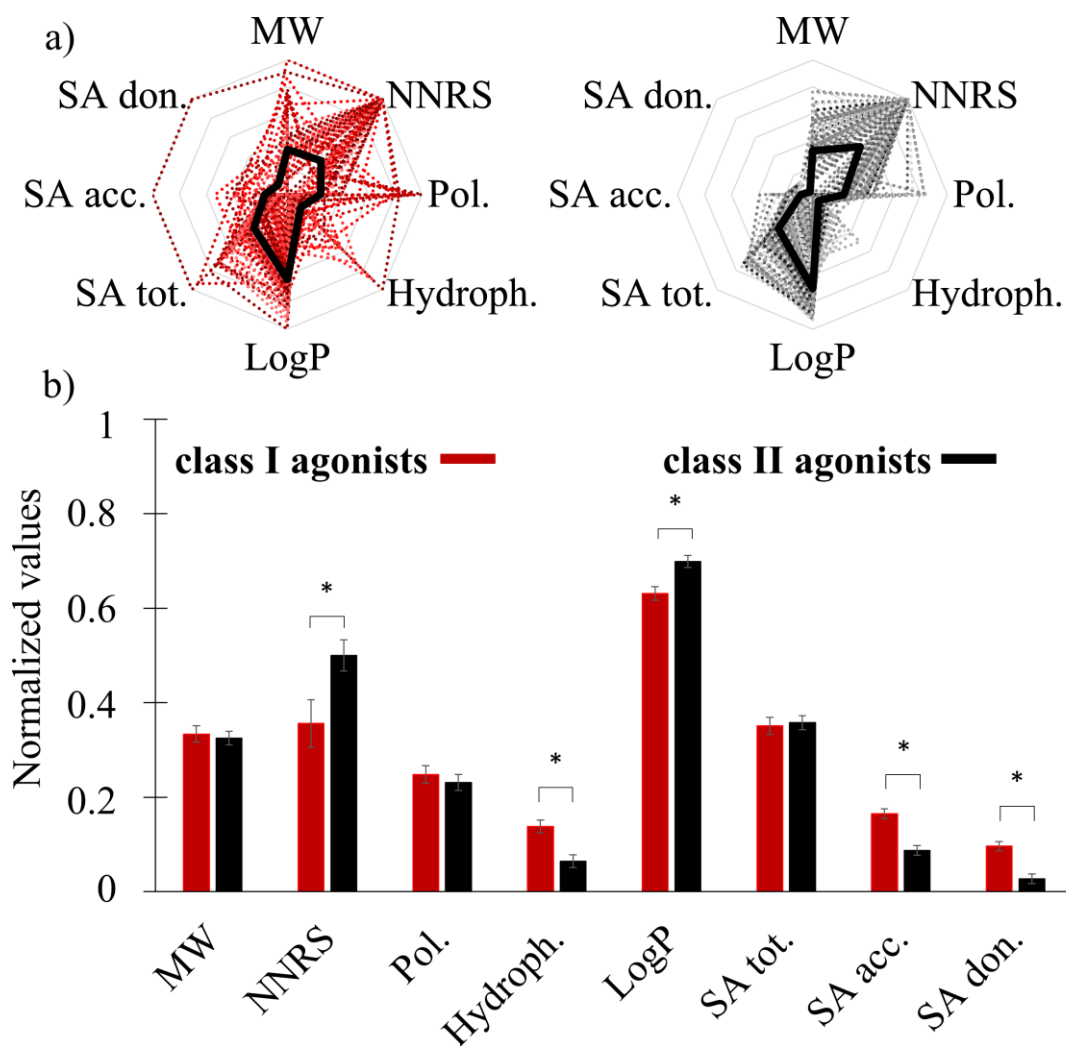 a)
MW
SA don.
NNRS
SA acc.
Pol.
SA tot.
Hydroph.
LogP
MW
SA don.
NNRS
SA acc.
Pol.
SA tot.
Hydroph.
LogP
b)
Normalized values
1
0.8
0.6
0.4
0.2
0
class I agonists
class II agonists
*
*
*
*
*
MW
NNRS
Pol.
Hydroph.
LogP
SA tot.
SA acc.
SA don.